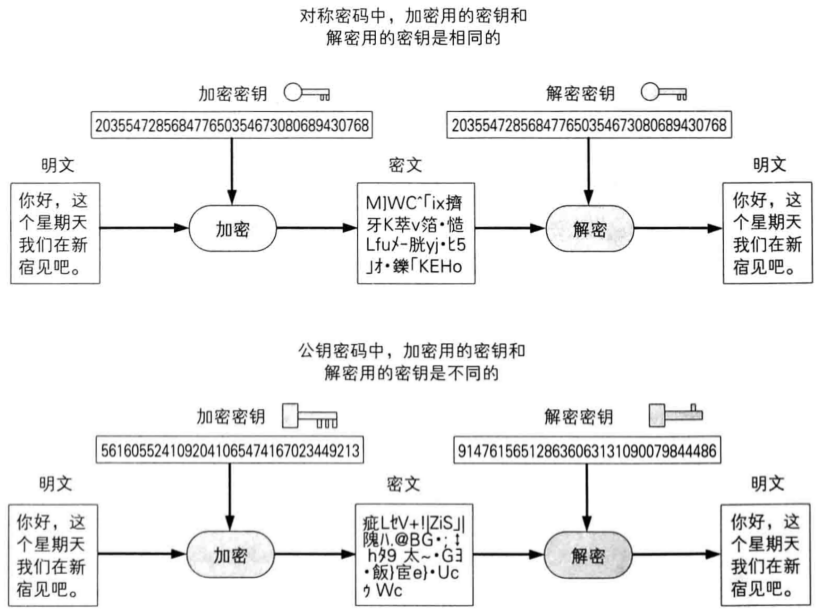 对称密码中，加密用的密钥和
解密用的密钥是相同的
加密密钥
解密密钥
203554728568477650354673080689430768
203554728568477650354673080689430768
明文
密文
明文
你好，这
个星期天
我们在新
宿见吧。
加密
M]WC^｢ix擠
牙K萃v箔･慥
Lfuﾒｰ胱yj･ﾋ5
｣ｵ･鑠｢KEHo
解密
你好，这
个星期天
我们在新
宿见吧。
公钥密码中，加密用的密钥和
解密用的密钥是不同的
加密密钥
解密密钥
5616055241092041065474167023449213
91476156512863606313109007984​4486
明文
密文
明文
你好，这
个星期天
我们在新
宿见吧。
加密
疵LｾV+!|ZiS｣|
隗ﾊ.@BG･;
hﾀ9 太~･G
･飯}宦e}･Uc
ｩ Wc
解密
你好，这
个星期天
我们在新
宿见吧。